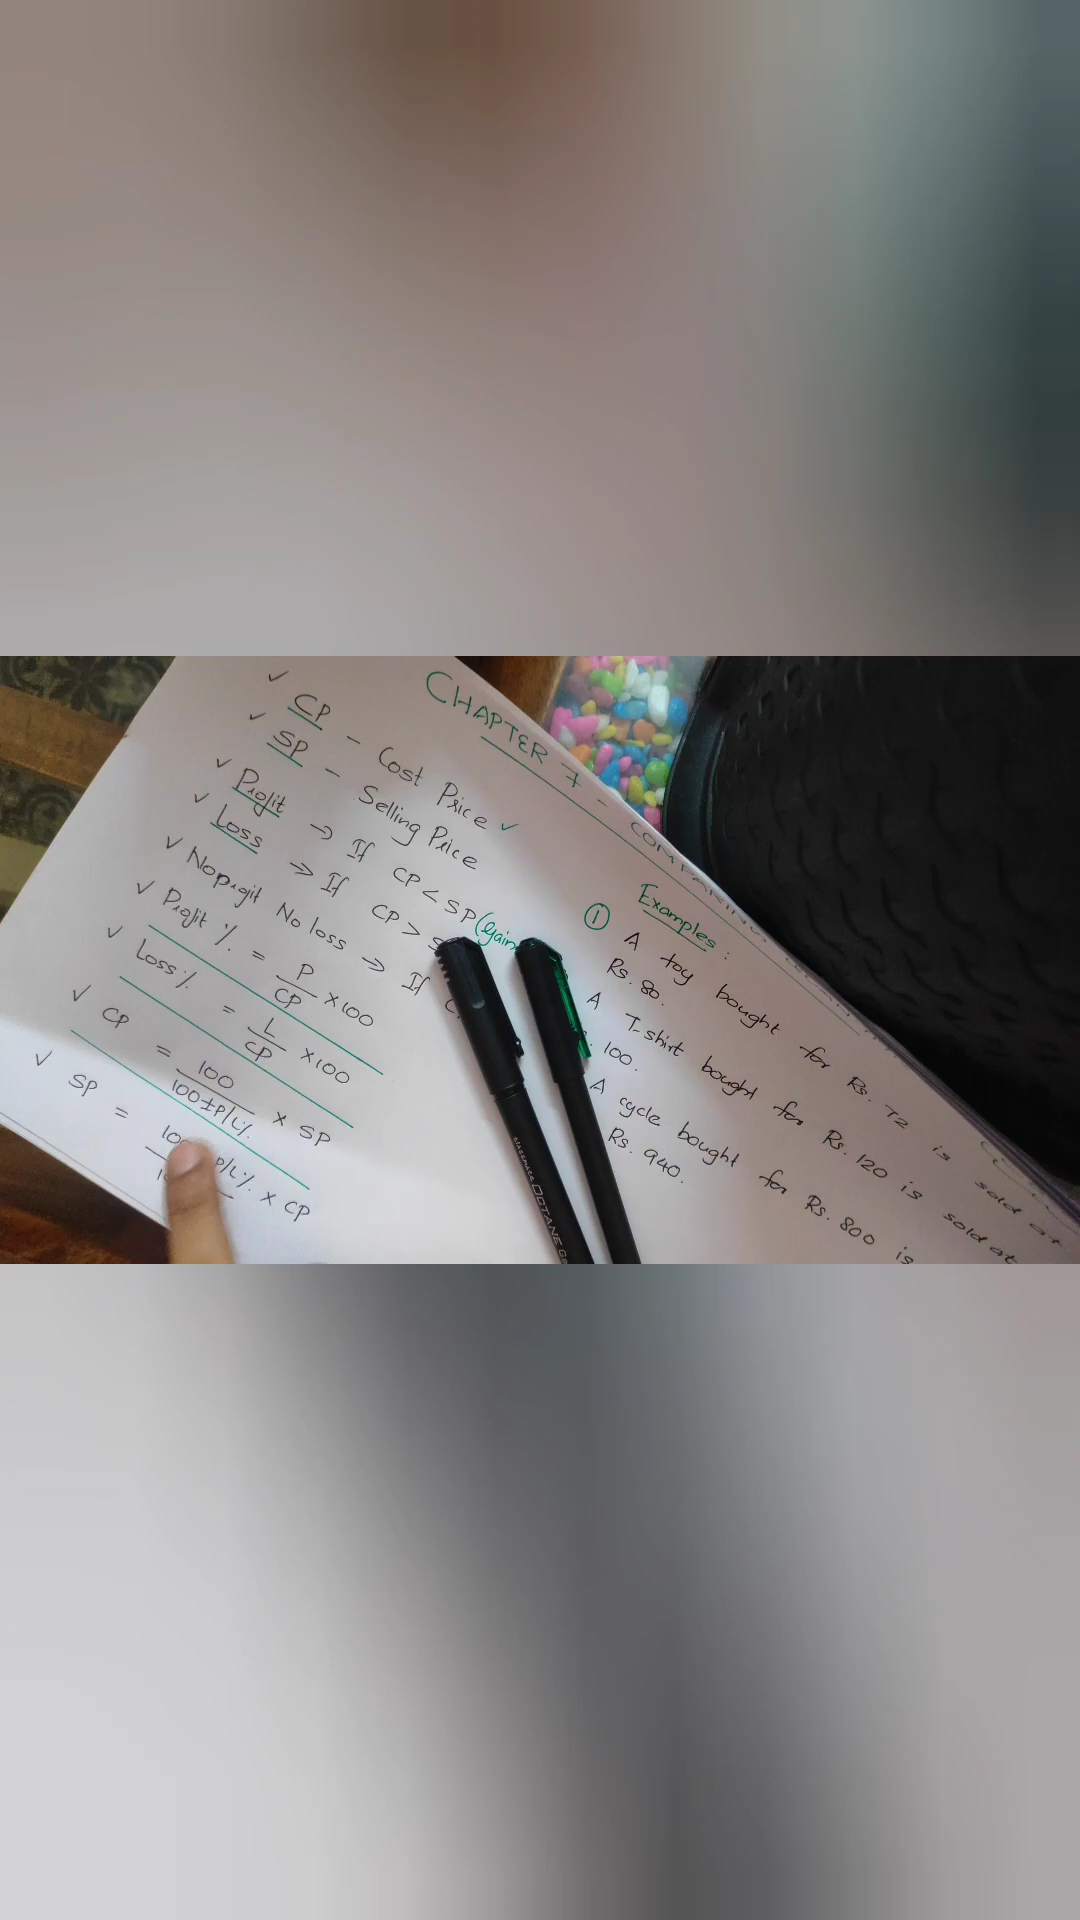 CHAPTER 7 - COMPARING
✓ CP - Cost Price ✓
✓ SP - Selling Price
✓ Profit → If CP < SP (Gain
✓ Loss → If CP > S
✓ No profit No loss → If C
✓ Profit % = P/CP × 100
✓ Loss % = L/CP × 100
✓ CP = 100/100±P/L% × SP
✓ SP = P/L% × CP
Examples :
① A toy bought for Rs. 72 is sold at
Rs. 80.
A T-shirt bought for Rs. 120 is sold at
100.
A cycle bought for Rs. 800 is
Rs. 940.
CLASSMATE OCTANE GE